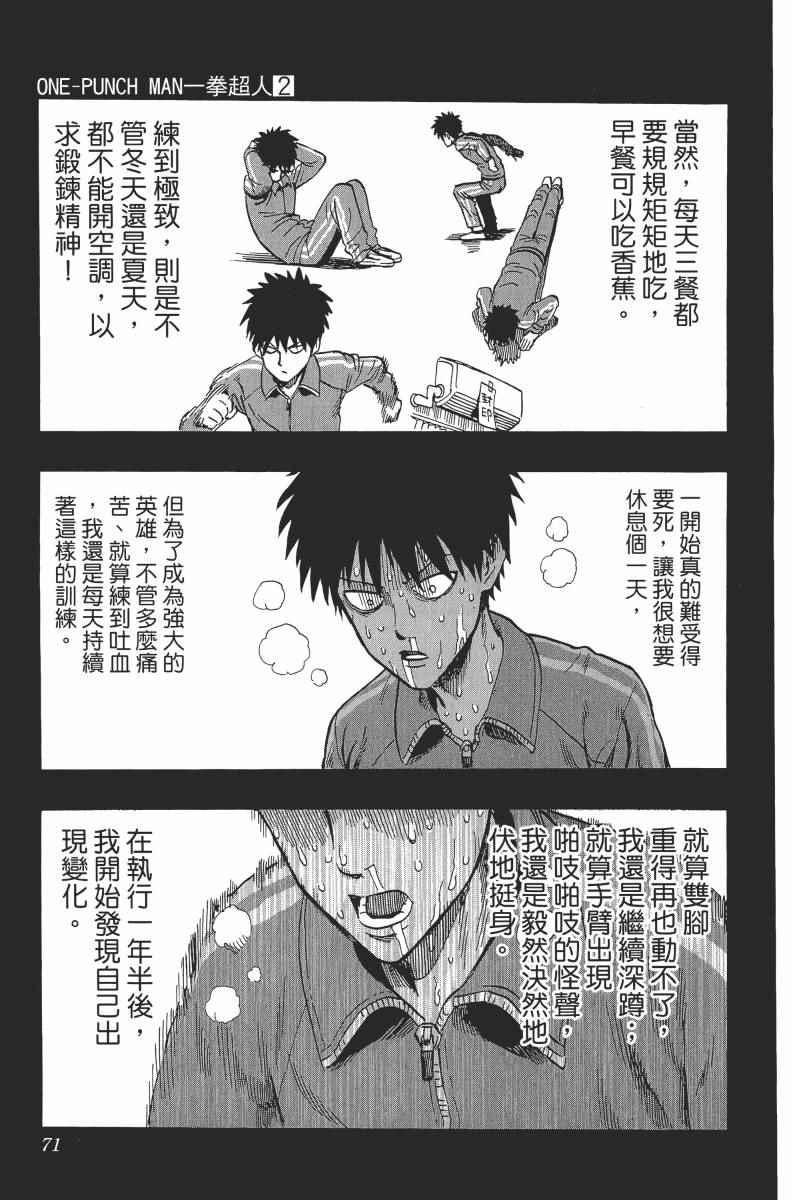 ONE-PUNCH MAN一拳超人2
當然，每天三餐都
要規規矩矩地吃，
早餐可以吃香蕉。
練到極致，則是不
管冬天還是夏天，
都不能開空調，以
求鍛鍊精神！
封印
一開始真的難受得
要死，讓我很想要
休息個一天，
但為了成為強大的
英雄，不管多麼痛
苦、就算練到吐血
，我還是每天持續
著這樣的訓練。
就算雙腳
重得再也動不了，
我還是繼續深蹲；
就算手臂出現
啪吱啪吱的怪聲，
我還是毅然決然地
伏地挺身。
在執行一年半後，
我開始發現自己出
現變化。
71